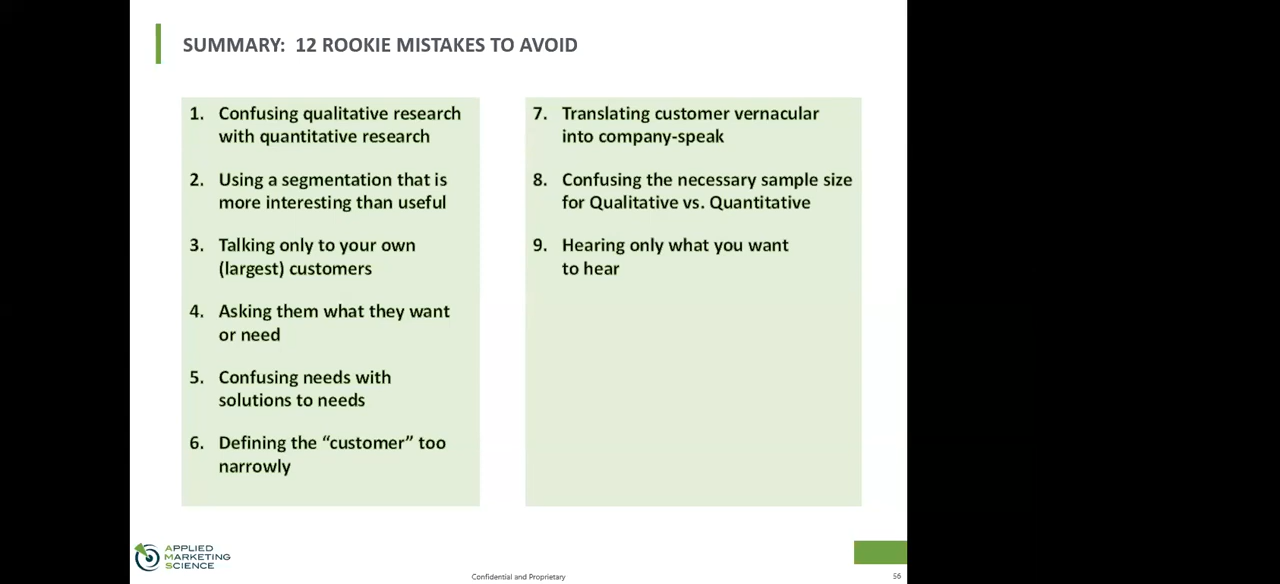 SUMMARY: 12 ROOKIE MISTAKES TO AVOID
1. Confusing qualitative research
with quantitative research
2. Using a segmentation that is
more interesting than useful
3. Talking only to your own
(largest) customers
4. Asking them what they want
or need
5. Confusing needs with
solutions to needs
6. Defining the “customer” too
narrowly
7. Translating customer vernacular
into company-speak
8. Confusing the necessary sample size
for Qualitative vs. Quantitative
9. Hearing only what you want
to hear
APPLIED
MARKETING
SCIENCE
Confidential and Proprietary
56